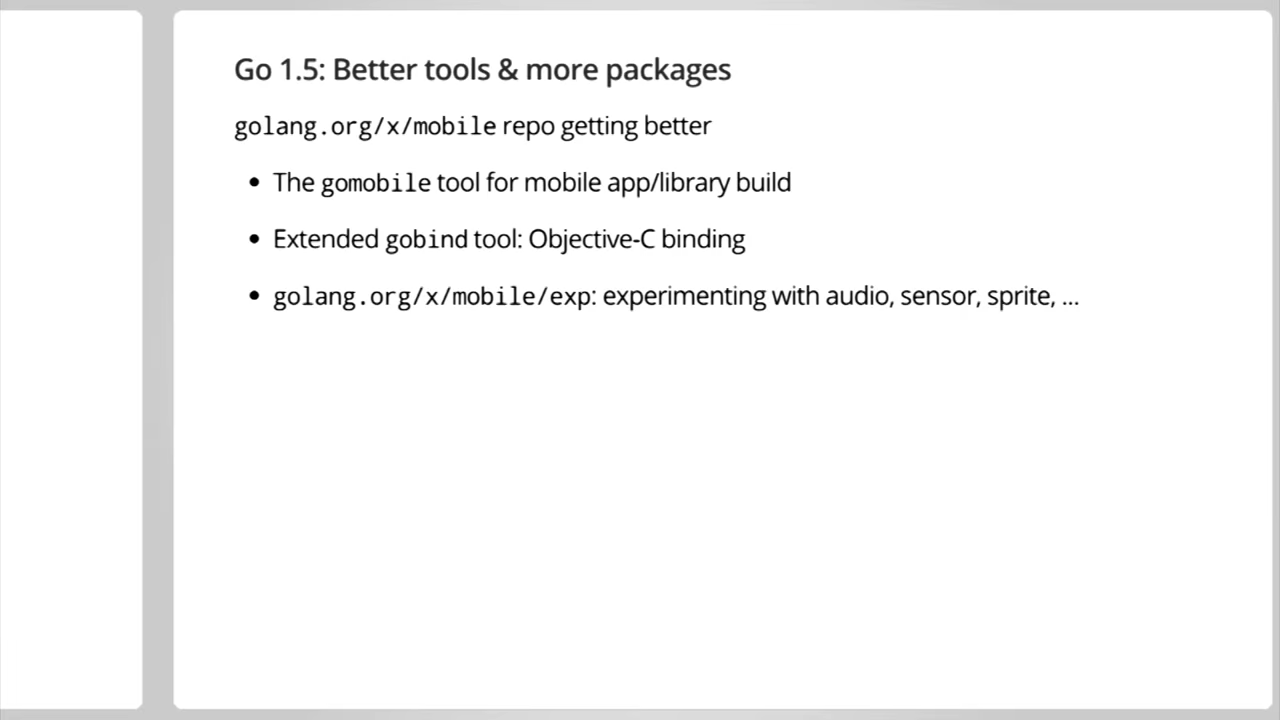 Go 1.5: Better tools & more packages
golang.org/x/mobile repo getting better
• The gomobile tool for mobile app/library build
• Extended gobind tool: Objective-C binding
• golang.org/x/mobile/exp: experimenting with audio, sensor, sprite, ...